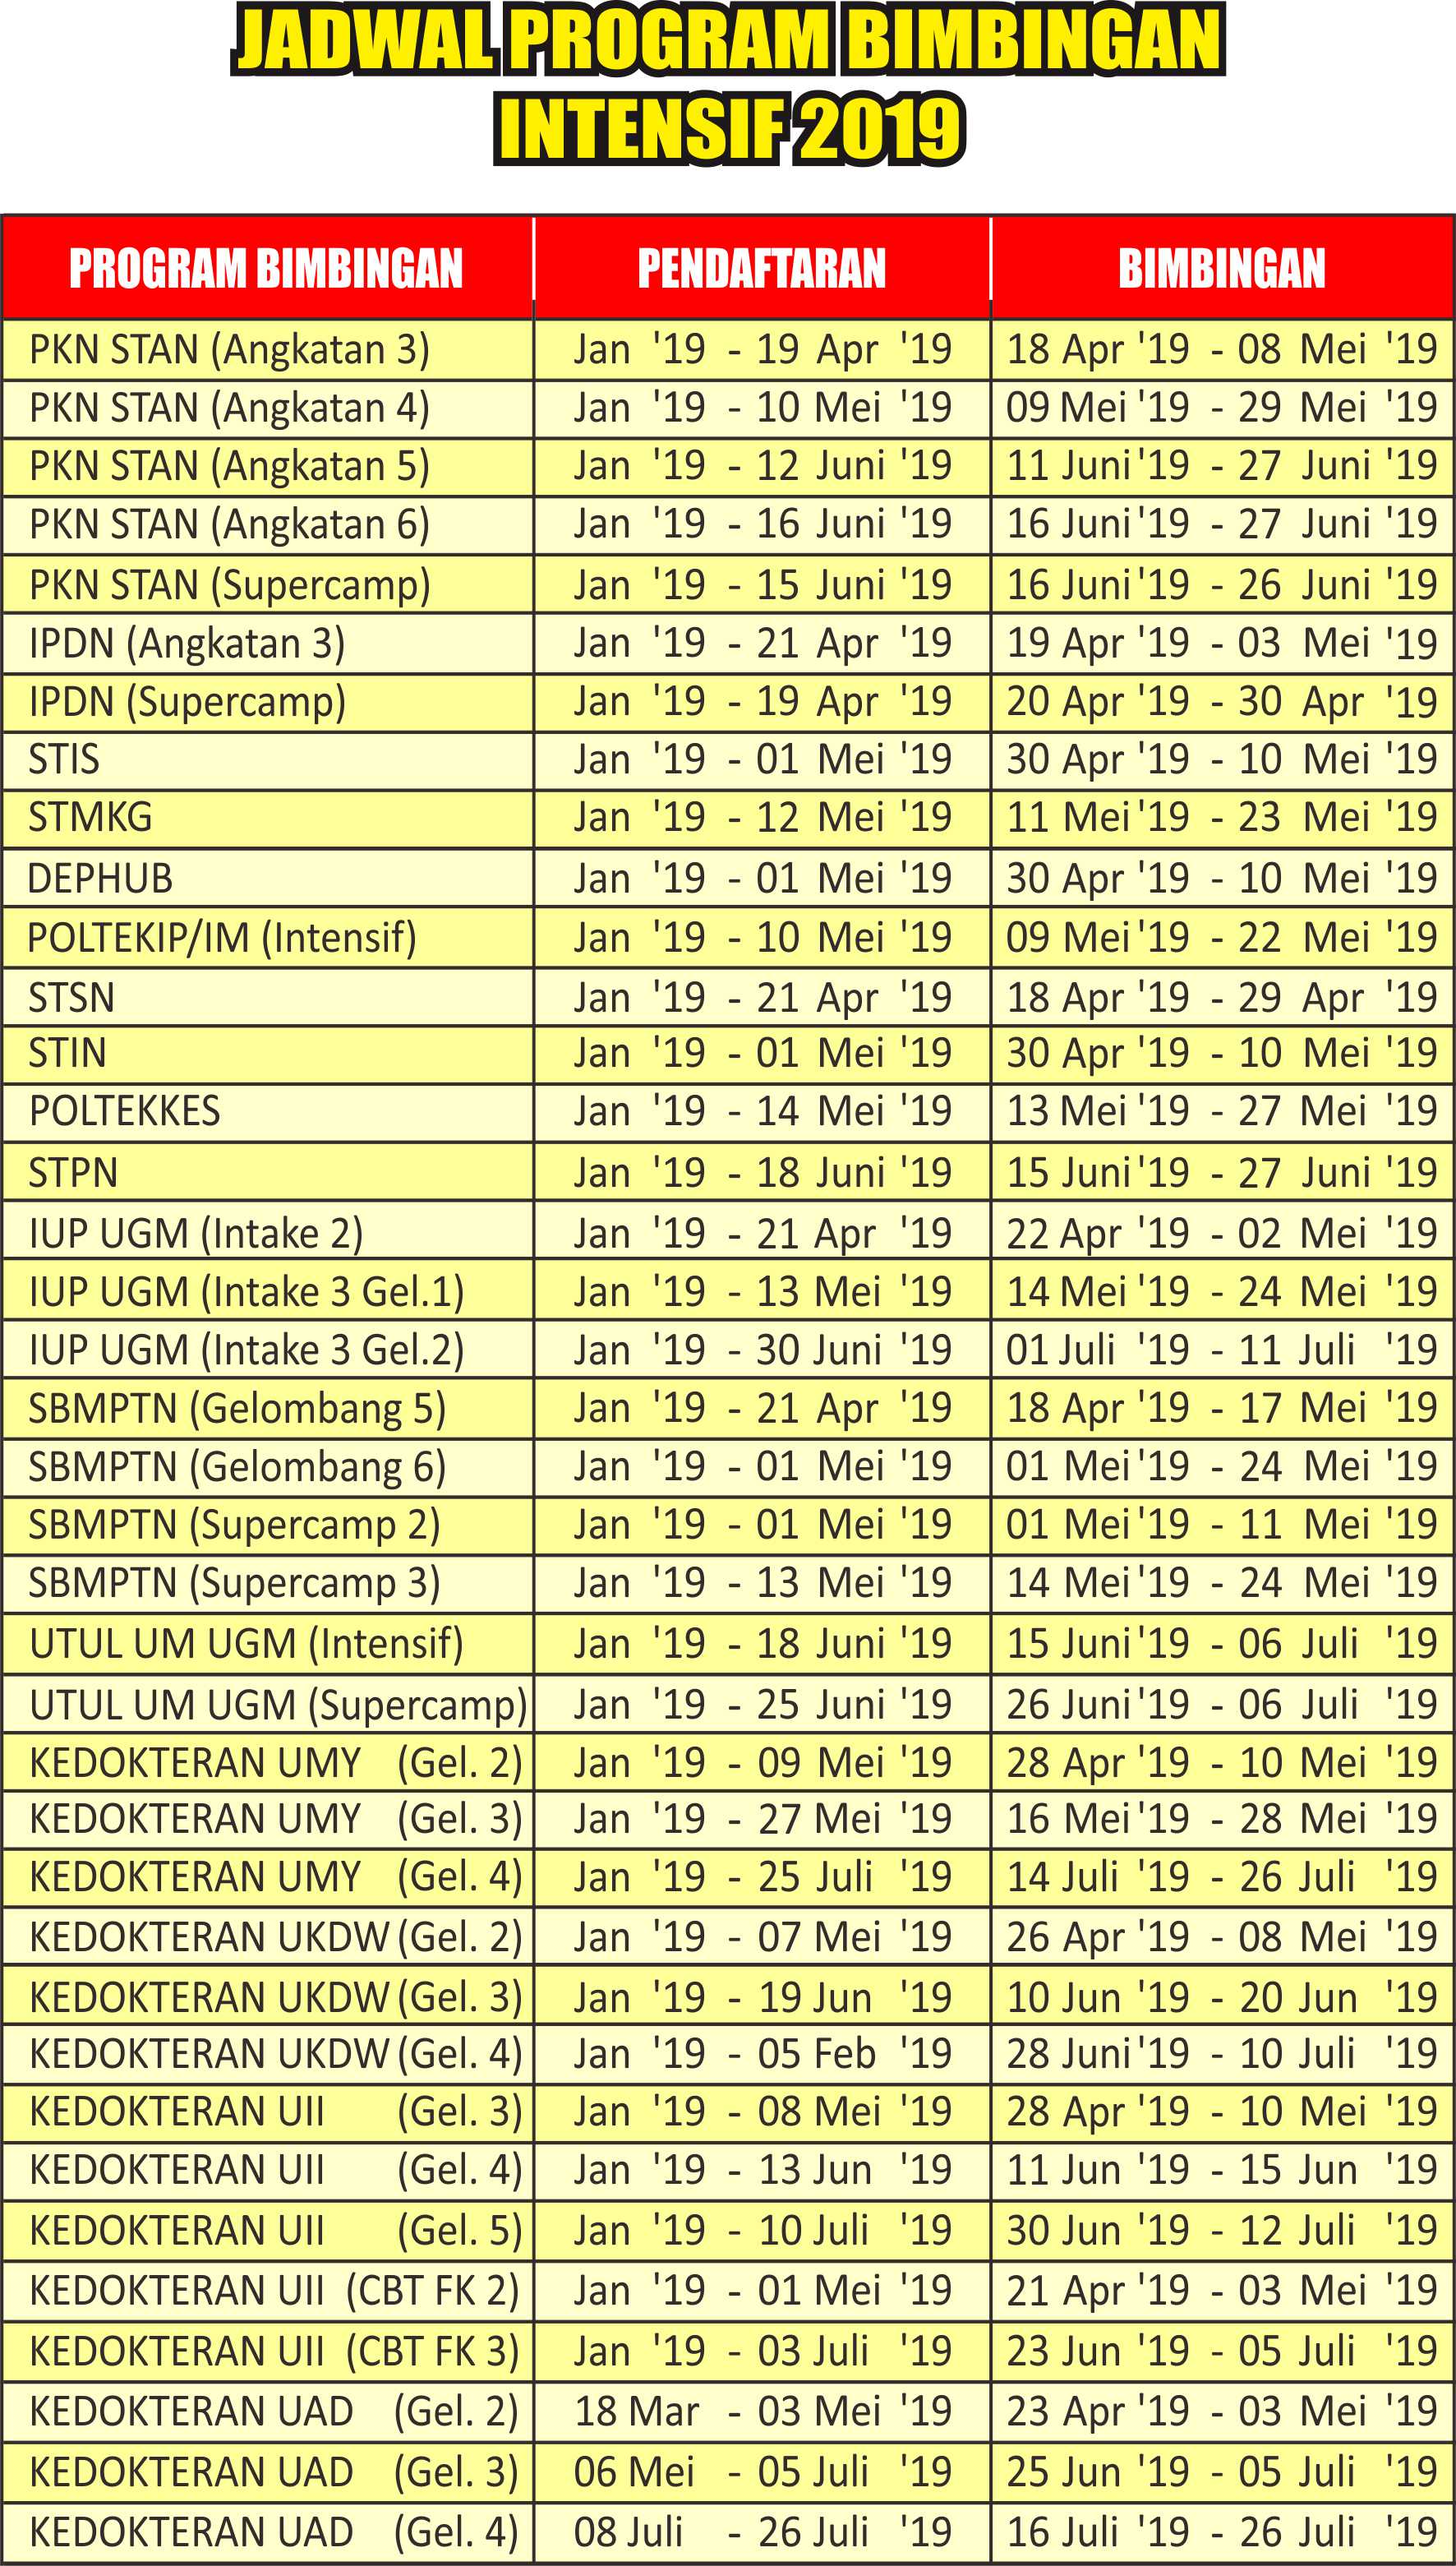 JADWAL PROGRAM BIMBINGAN
INTENSIF 2019
PROGRAM BIMBINGAN PENDAFTARAN BIMBINGAN
PKN STAN (Angkatan 3) Jan '19 - 19 Apr '19 18 Apr '19 - 08 Mei '19
PKN STAN (Angkatan 4) Jan '19 - 10 Mei '19 09 Mei '19 - 29 Mei '19
PKN STAN (Angkatan 5) Jan '19 - 12 Juni '19 11 Juni '19 - 27 Juni '19
PKN STAN (Angkatan 6) Jan '19 - 16 Juni '19 16 Juni '19 - 27 Juni '19
PKN STAN (Supercamp) Jan '19 - 15 Juni '19 16 Juni '19 - 26 Juni '19
IPDN (Angkatan 3) Jan '19 - 21 Apr '19 19 Apr '19 - 03 Mei '19
IPDN (Supercamp) Jan '19 - 19 Apr '19 20 Apr '19 - 30 Apr '19
STIS Jan '19 - 01 Mei '19 30 Apr '19 - 10 Mei '19
STMKG Jan '19 - 12 Mei '19 11 Mei '19 - 23 Mei '19
DEPHUB Jan '19 - 01 Mei '19 30 Apr '19 - 10 Mei '19
POLTEKIP/IM (Intensif) Jan '19 - 10 Mei '19 09 Mei '19 - 22 Mei '19
STSN Jan '19 - 21 Apr '19 18 Apr '19 - 29 Apr '19
STIN Jan '19 - 01 Mei '19 30 Apr '19 - 10 Mei '19
POLTEKKES Jan '19 - 14 Mei '19 13 Mei '19 - 27 Mei '19
STPN Jan '19 - 18 Juni '19 15 Juni '19 - 27 Juni '19
IUP UGM (Intake 2) Jan '19 - 21 Apr '19 22 Apr '19 - 02 Mei '19
IUP UGM (Intake 3 Gel.1) Jan '19 - 13 Mei '19 14 Mei '19 - 24 Mei '19
IUP UGM (Intake 3 Gel.2) Jan '19 - 30 Juni '19 01 Juli '19 - 11 Juli '19
SBMPTN (Gelombang 5) Jan '19 - 21 Apr '19 18 Apr '19 - 17 Mei '19
SBMPTN (Gelombang 6) Jan '19 - 01 Mei '19 01 Mei '19 - 24 Mei '19
SBMPTN (Supercamp 2) Jan '19 - 01 Mei '19 01 Mei '19 - 11 Mei '19
SBMPTN (Supercamp 3) Jan '19 - 13 Mei '19 14 Mei '19 - 24 Mei '19
UTUL UM UGM (Intensif) Jan '19 - 18 Juni '19 15 Juni '19 - 06 Juli '19
UTUL UM UGM (Supercamp) Jan '19 - 25 Juni '19 26 Juni '19 - 06 Juli '19
KEDOKTERAN UMY (Gel. 2) Jan '19 - 09 Mei '19 28 Apr '19 - 10 Mei '19
KEDOKTERAN UMY (Gel. 3) Jan '19 - 27 Mei '19 16 Mei '19 - 28 Mei '19
KEDOKTERAN UMY (Gel. 4) Jan '19 - 25 Juli '19 14 Juli '19 - 26 Juli '19
KEDOKTERAN UKDW (Gel. 2) Jan '19 - 07 Mei '19 26 Apr '19 - 08 Mei '19
KEDOKTERAN UKDW (Gel. 3) Jan '19 - 19 Jun '19 10 Jun '19 - 20 Jun '19
KEDOKTERAN UKDW (Gel. 4) Jan '19 - 05 Feb '19 28 Juni '19 - 10 Juli '19
KEDOKTERAN UII (Gel. 3) Jan '19 - 08 Mei '19 28 Apr '19 - 10 Mei '19
KEDOKTERAN UII (Gel. 4) Jan '19 - 13 Jun '19 11 Jun '19 - 15 Jun '19
KEDOKTERAN UII (Gel. 5) Jan '19 - 10 Juli '19 30 Jun '19 - 12 Juli '19
KEDOKTERAN UII (CBT FK 2) Jan '19 - 01 Mei '19 21 Apr '19 - 03 Mei '19
KEDOKTERAN UII (CBT FK 3) Jan '19 - 03 Juli '19 23 Jun '19 - 05 Juli '19
KEDOKTERAN UAD (Gel. 2) 18 Mar - 03 Mei '19 23 Apr '19 - 03 Mei '19
KEDOKTERAN UAD (Gel. 3) 06 Mei - 05 Juli '19 25 Jun '19 - 05 Juli '19
KEDOKTERAN UAD (Gel. 4) 08 Juli - 26 Juli '19 16 Juli '19 - 26 Juli '19